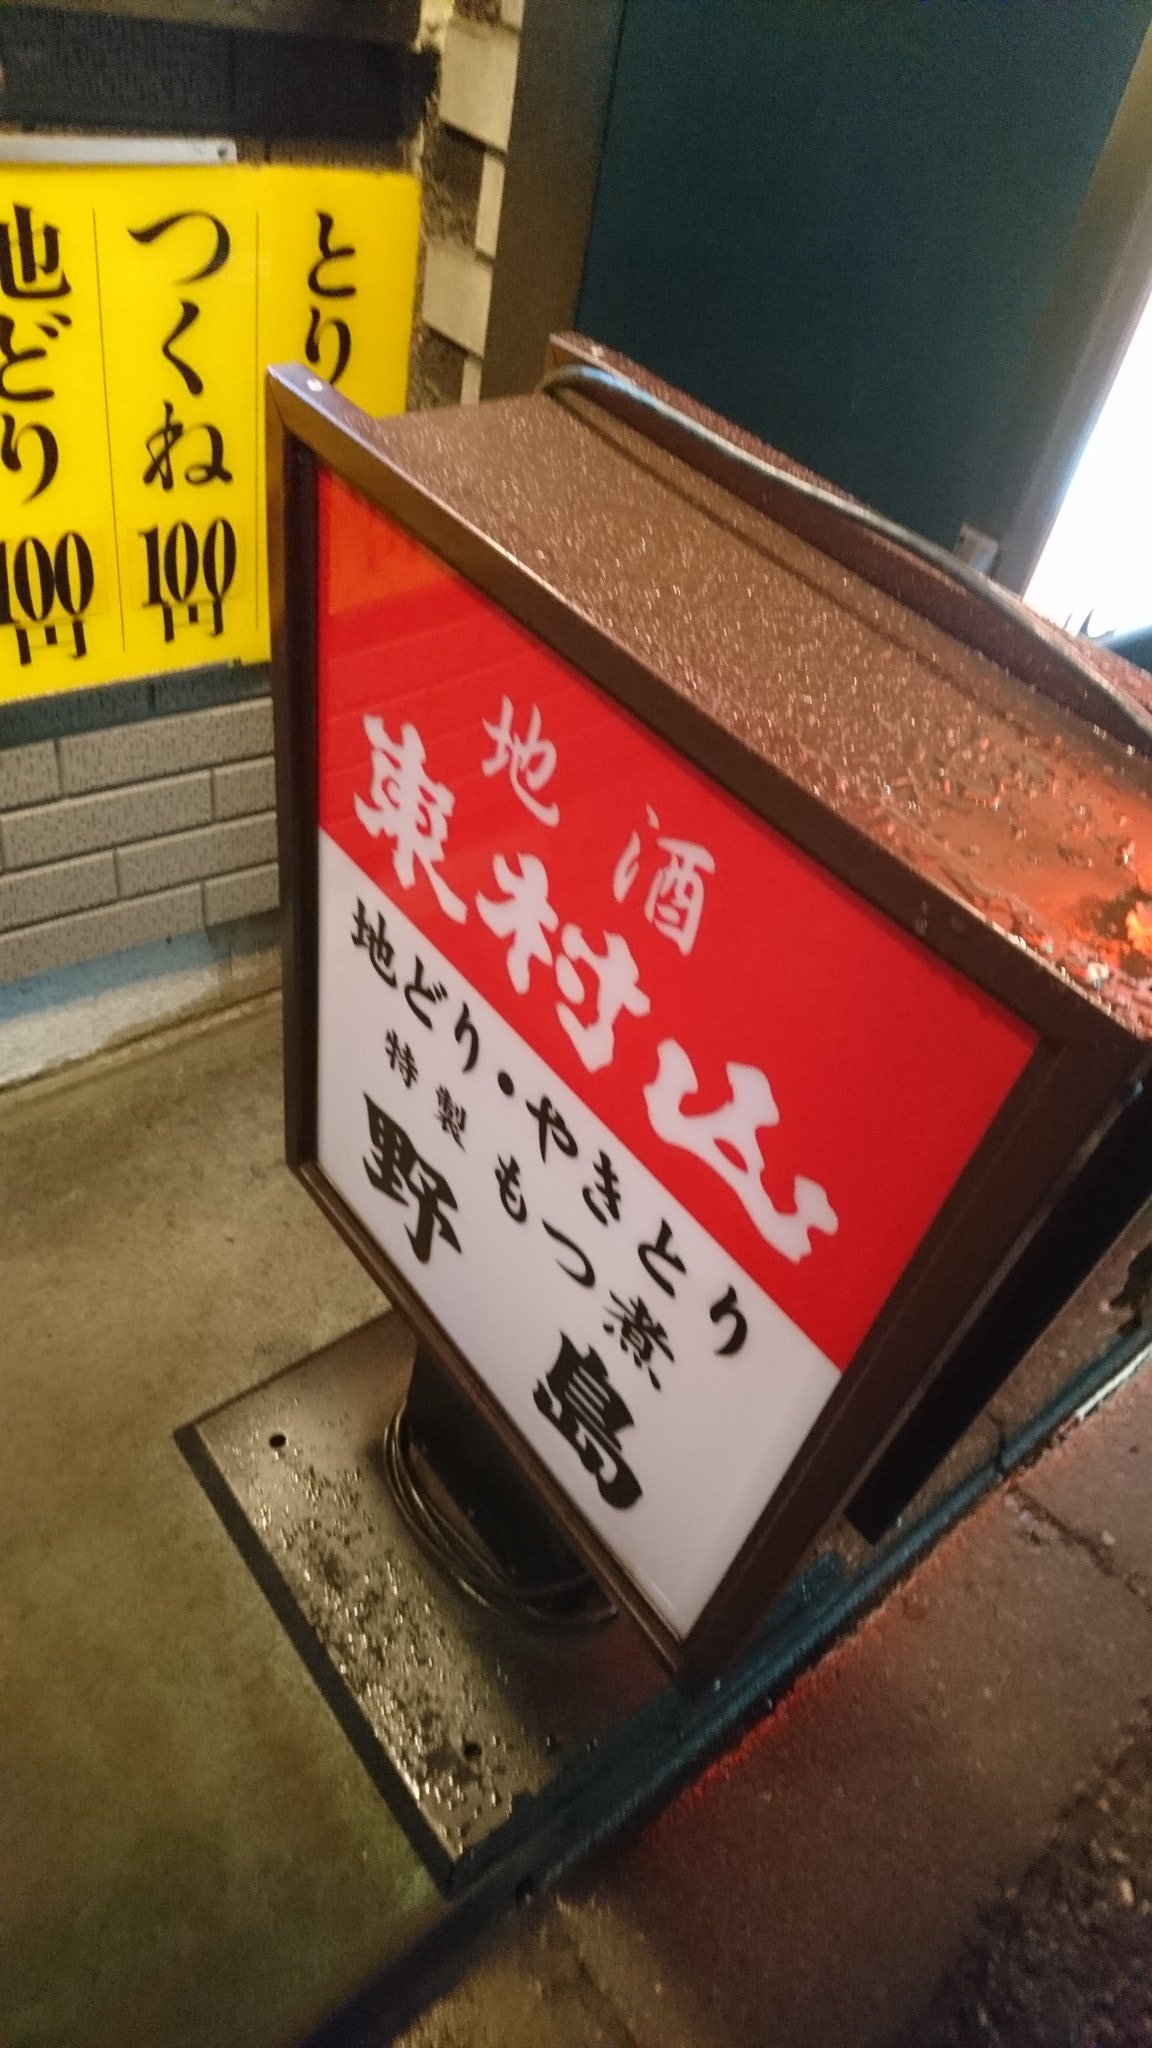 とり
つくね
100円
地どり
100円
地酒
東村山
地どり・やきとり
特製 もつ煮
野島